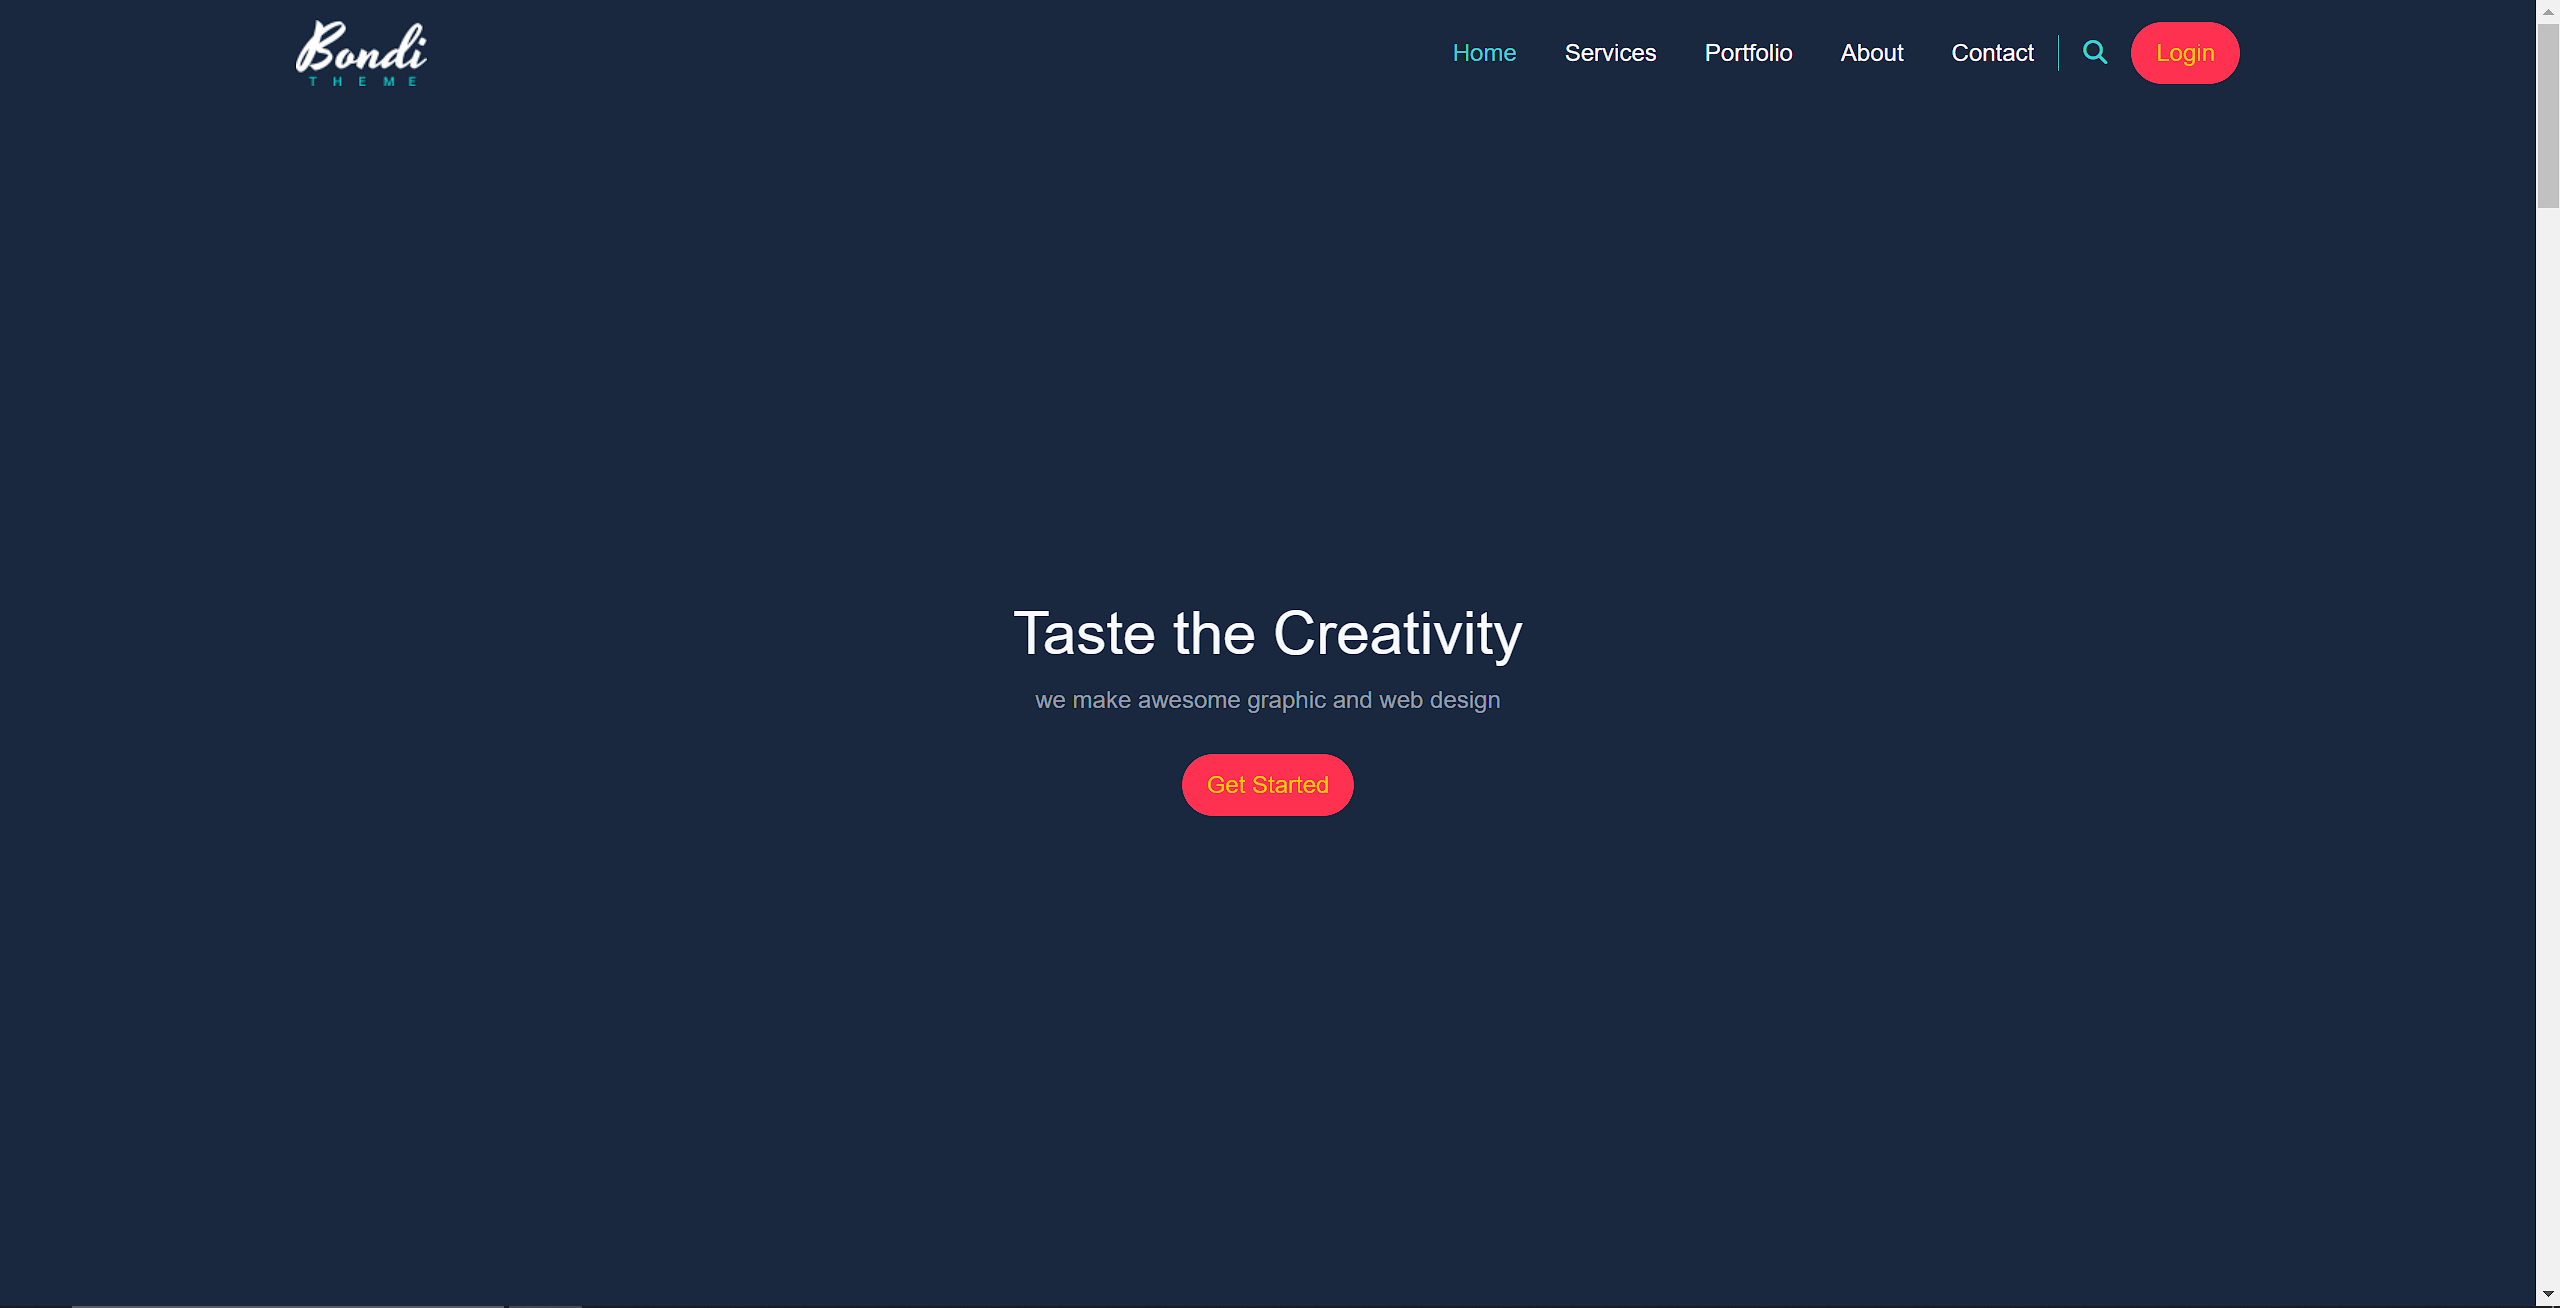 Bondi
THEME
Home Services Portfolio About Contact Login
Taste the Creativity
we make awesome graphic and web design
Get Started